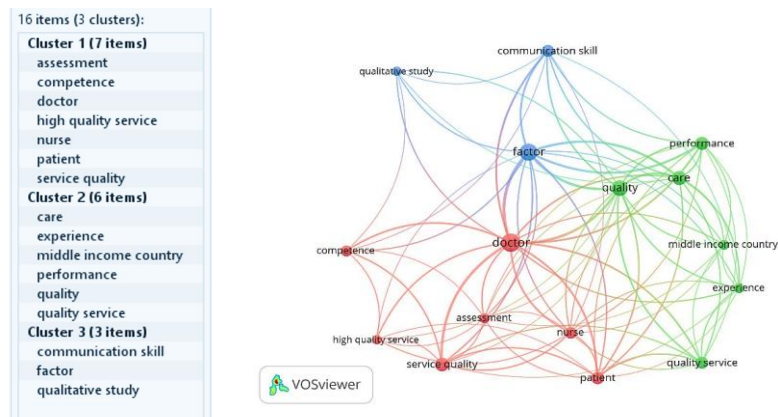 16 items (3 clusters):
Cluster 1 (7 items)
assessment
competence
doctor
high quality service
nurse
patient
service quality
Cluster 2 (6 items)
care
experience
middle income country
performance
quality
quality service
Cluster 3 (3 items)
communication skill
factor
qualitative study
communication skill
qualitative study
performance
factor
care
quality
doctor
middle income country
competence
experience
assessment
nurse
high quality service
service quality
quality service
patient
VOSviewer